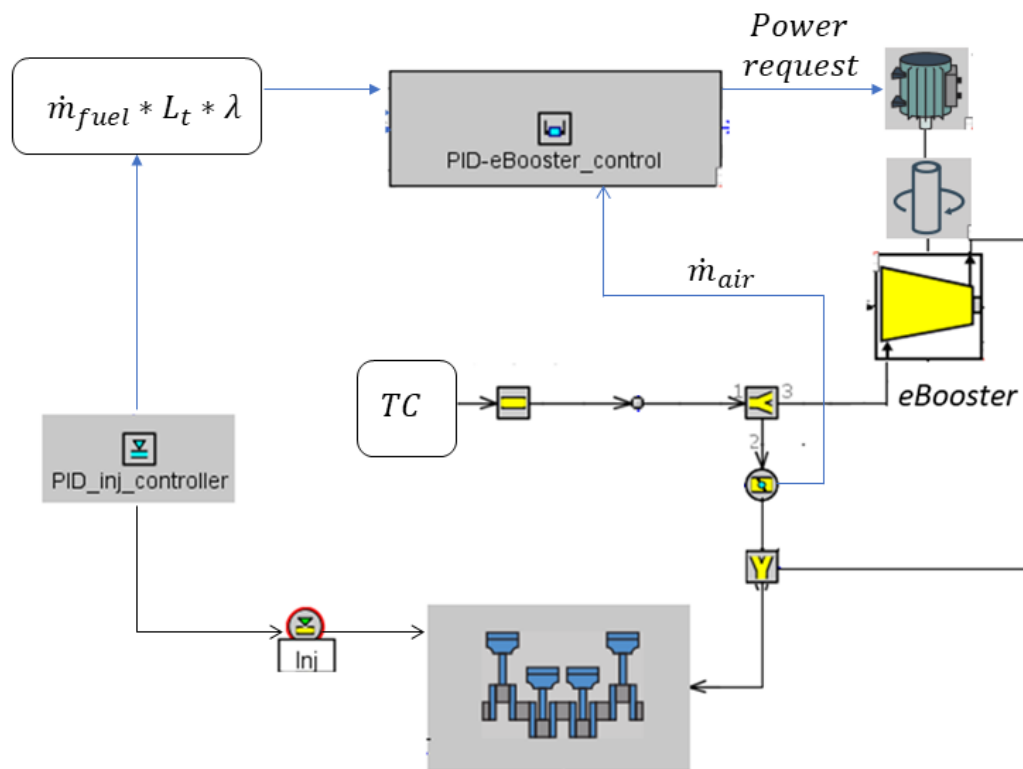 Power
request
ṁ_fuel * L_t * λ
PID-eBooster_control
ṁ_air
TC
1
3
eBooster
2
PID_inj_controller
Inj